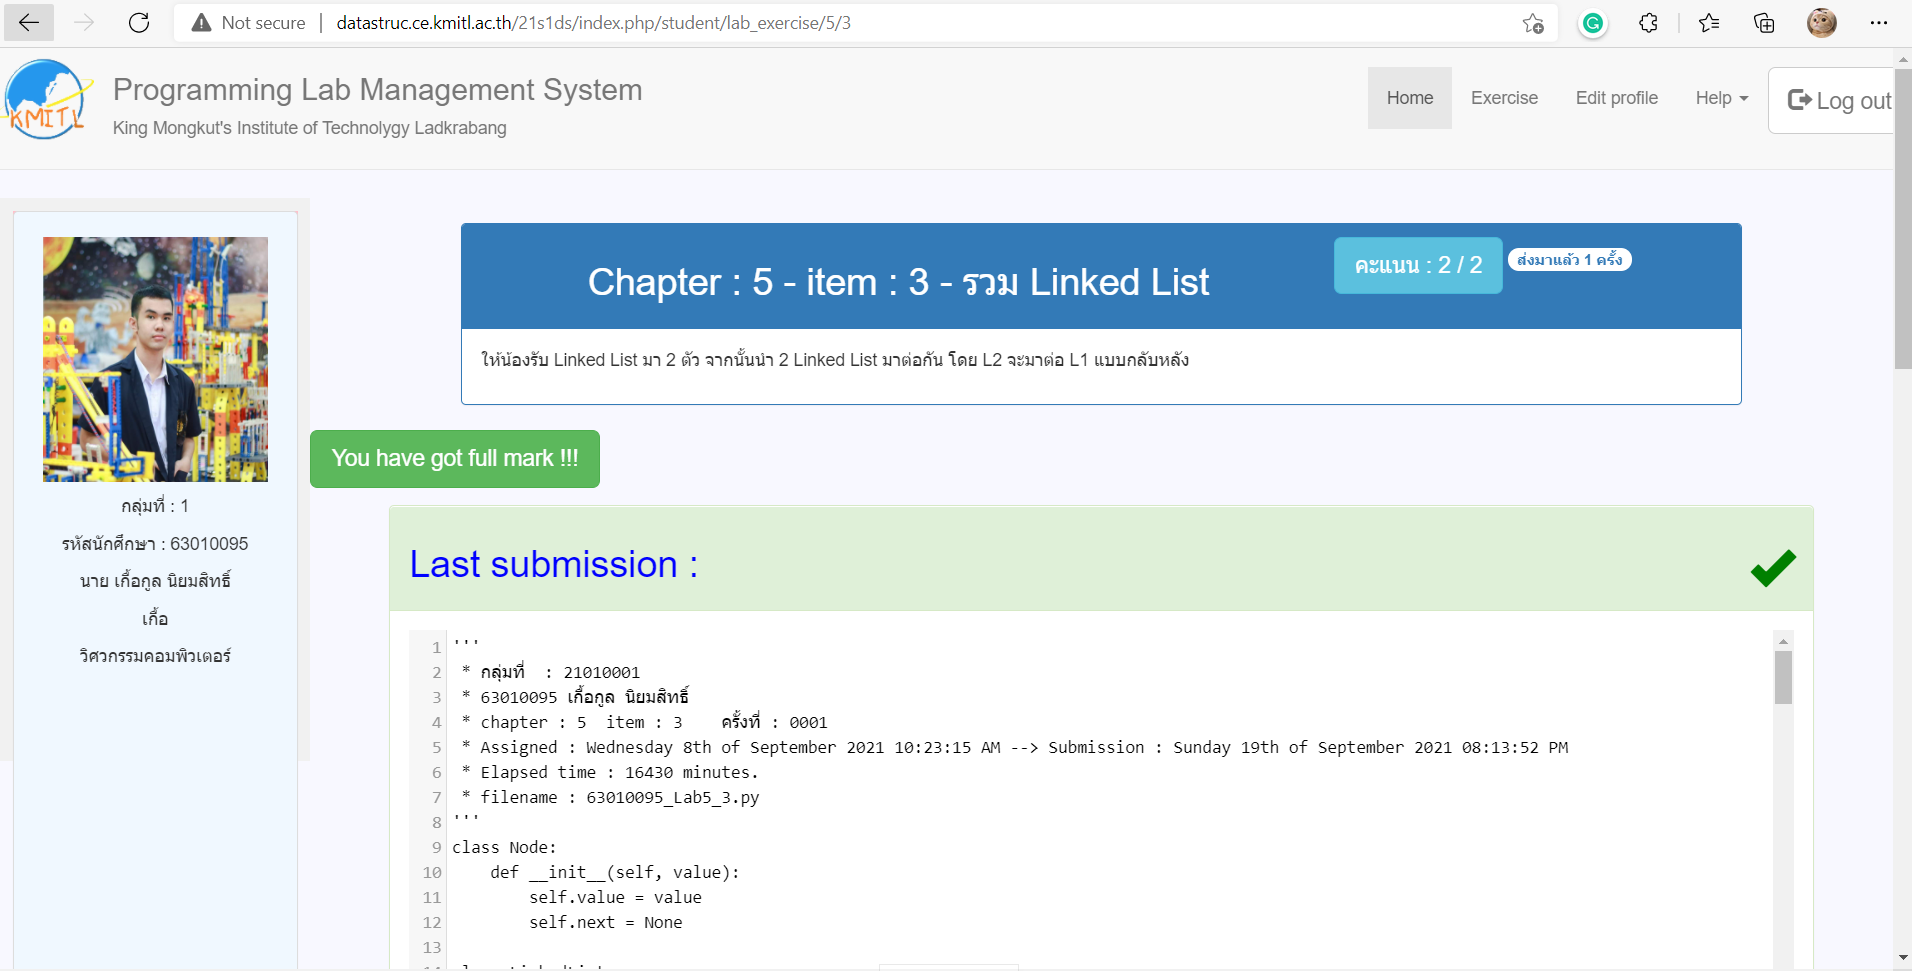 Not secure | datastruc.ce.kmitl.ac.th/21s1ds/index.php/student/lab_exercise/5/3
KMITL
Programming Lab Management System
King Mongkut's Institute of Technolygy Ladkrabang
Home
Exercise
Edit profile
Help
Log out
Chapter : 5 - item : 3 - รวม Linked List
คะแนน : 2 / 2
ส่งมาแล้ว 1 ครั้ง
ให้น้องรับ Linked List มา 2 ตัว จากนั้นนำ 2 Linked List มาต่อกัน โดย L2 จะมาต่อ L1 แบบกลับหลัง
You have got full mark !!!
กลุ่มที่ : 1
รหัสนักศึกษา : 63010095
นาย เกื้อกูล นิยมสิทธิ์
เกื้อ
วิศวกรรมคอมพิวเตอร์
Last submission :
1 '''
2 * กลุ่มที่ : 21010001
3 * 63010095 เกื้อกูล นิยมสิทธิ์
4 * chapter : 5 item : 3 ครั้งที่ : 0001
5 * Assigned : Wednesday 8th of September 2021 10:23:15 AM --> Submission : Sunday 19th of September 2021 08:13:52 PM
6 * Elapsed time : 16430 minutes.
7 * filename : 63010095_Lab5_3.py
8 '''
9 class Node:
10 def __init__(self, value):
11 self.value = value
12 self.next = None
13